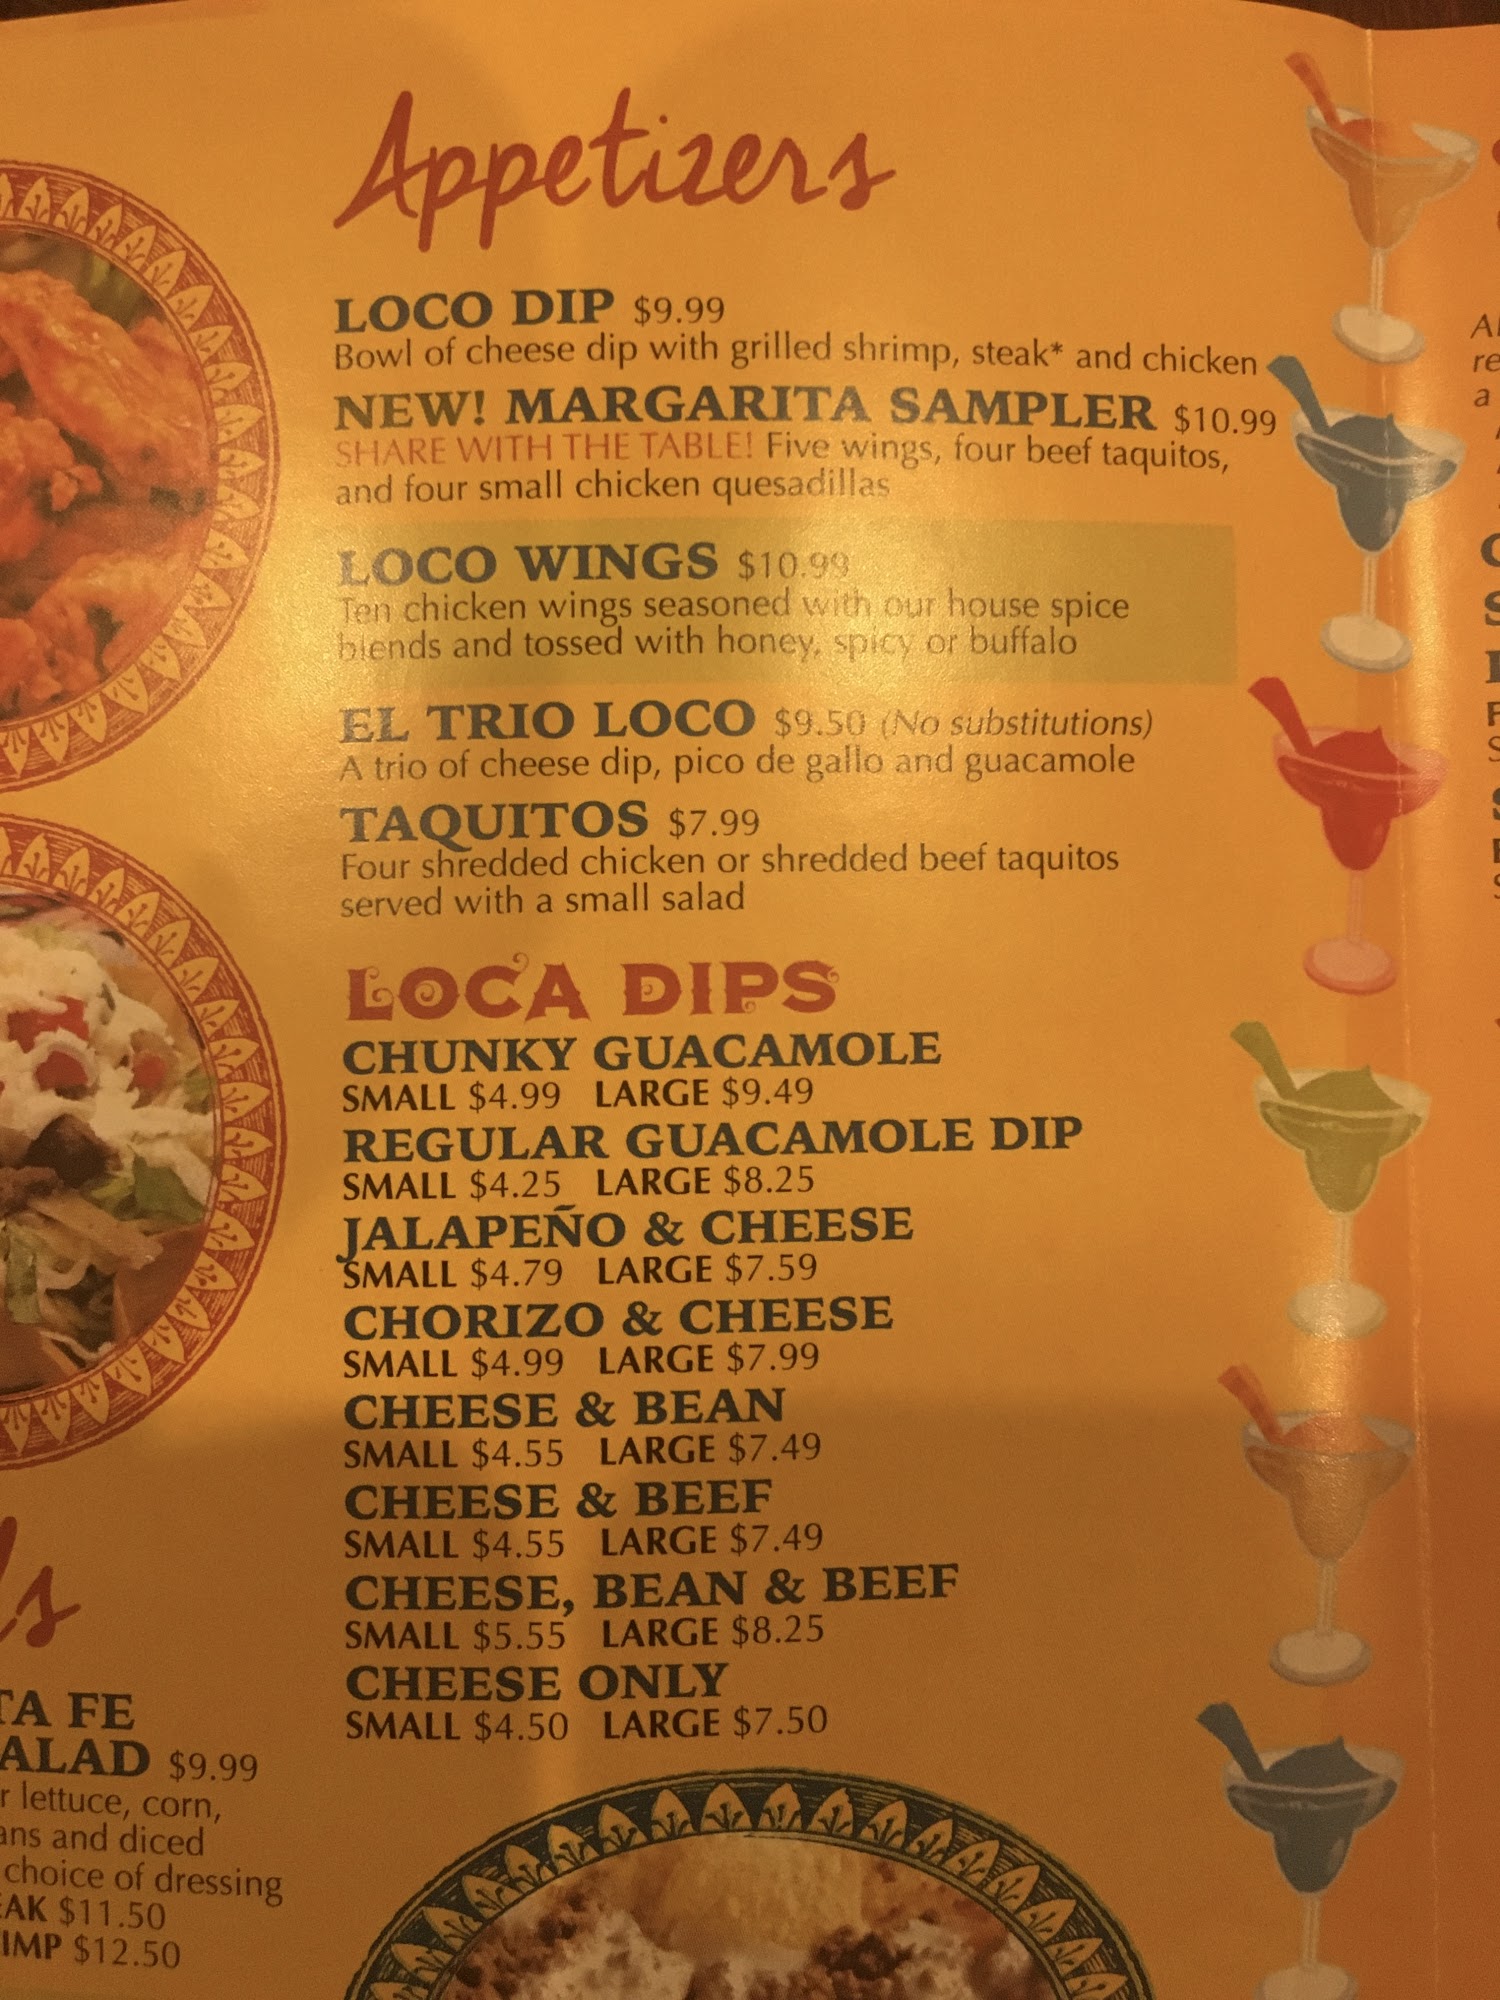 Appetizers
LOCO DIP $9.99
Bowl of cheese dip with grilled shrimp, steak* and chicken
NEW! MARGARITA SAMPLER $10.99
SHARE WITH THE TABLE! Five wings, four beef taquitos,
and four small chicken quesadillas
LOCO WINGS $10.99
Ten chicken wings seasoned with our house spice
blends and tossed with honey, spicy or buffalo
EL TRIO LOCO $9.50 (No substitutions)
A trio of cheese dip, pico de gallo and guacamole
TAQUITOS $7.99
Four shredded chicken or shredded beef taquitos
served with a small salad
LOCA DIPS
CHUNKY GUACAMOLE
SMALL $4.99 LARGE $9.49
REGULAR GUACAMOLE DIP
SMALL $4.25 LARGE $8.25
JALAPEÑO & CHEESE
SMALL $4.79 LARGE $7.59
CHORIZO & CHEESE
SMALL $4.99 LARGE $7.99
CHEESE & BEAN
SMALL $4.55 LARGE $7.49
CHEESE & BEEF
SMALL $4.55 LARGE $7.49
CHEESE, BEAN & BEEF
SMALL $5.55 LARGE $8.25
CHEESE ONLY
SMALL $4.50 LARGE $7.50
TA FE
ALAD $9.99
r lettuce, corn,
ans and diced
choice of dressing
EAK $11.50
IMP $12.50